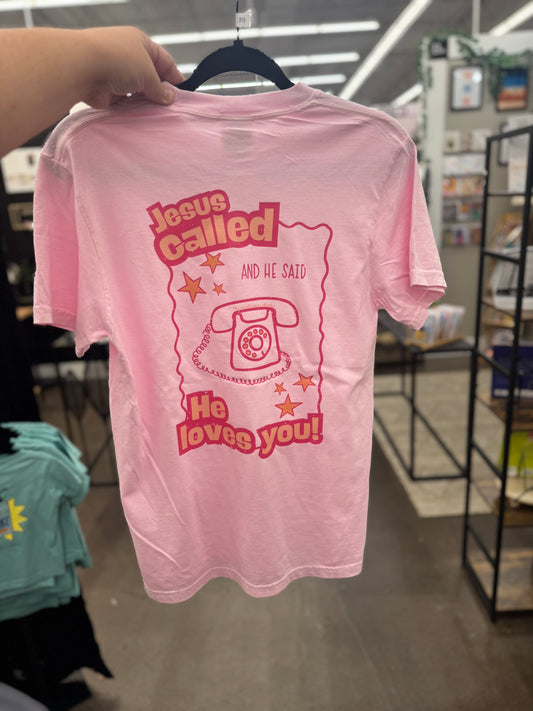 Jesus
Called
AND HE SAID
He
loves you!